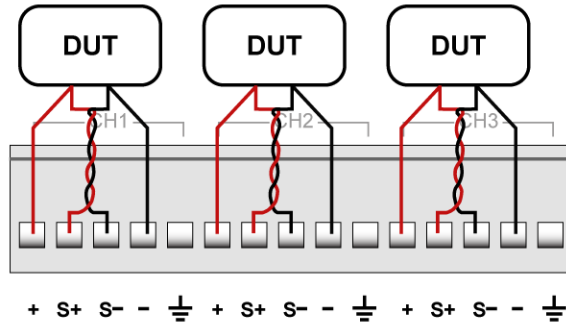 DUT DUT DUT
CH1 CH2 CH3
+ S+ S− − + S+ S− − + S+ S− −